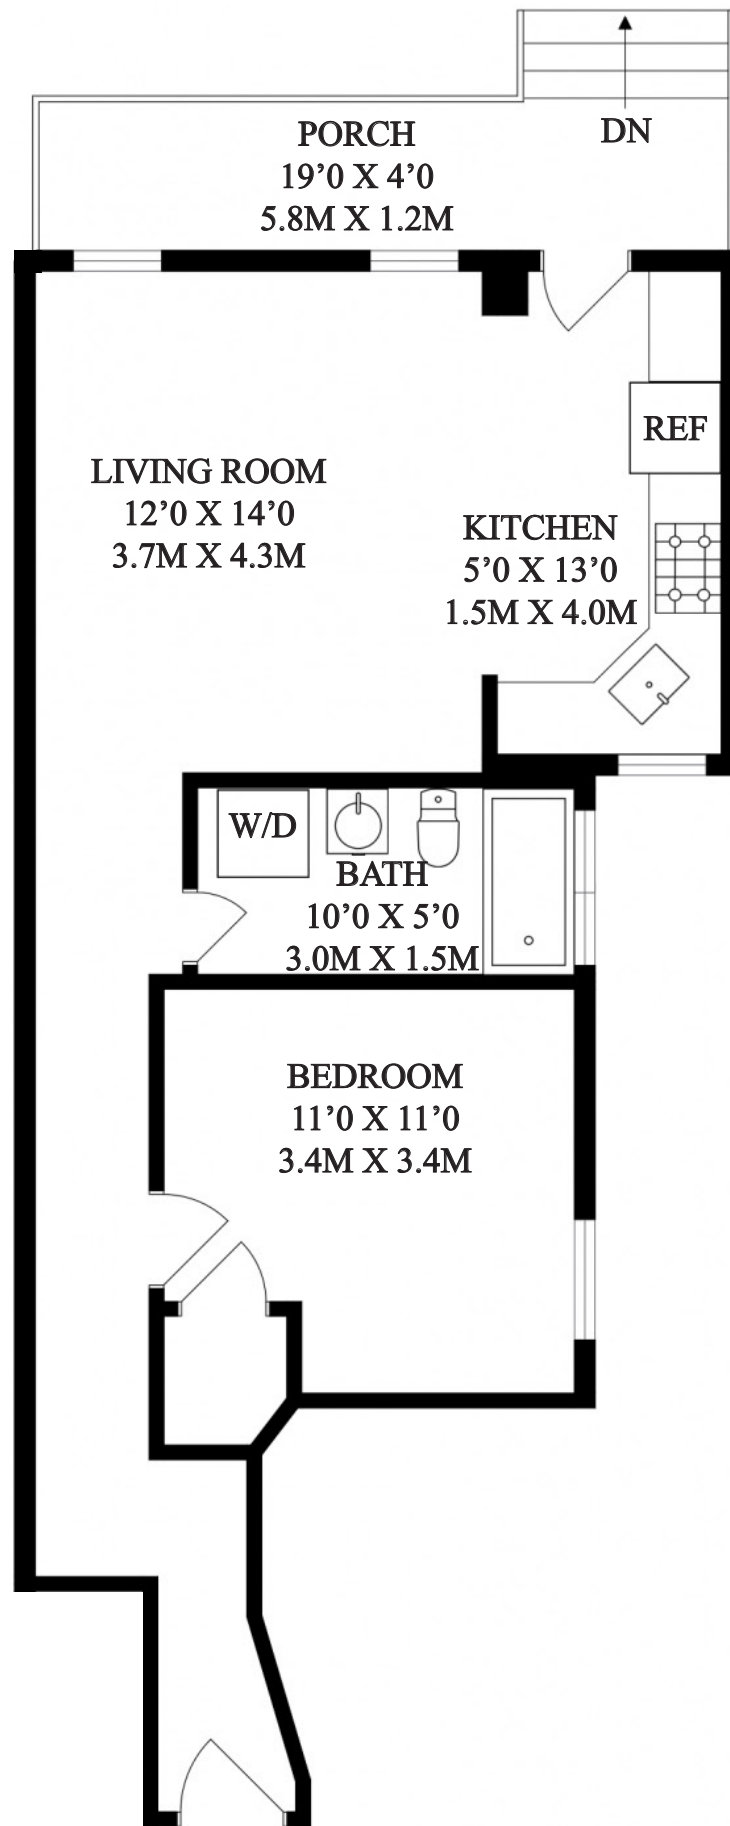 PORCH
19’0 X 4’0
5.8M X 1.2M
DN
REF
LIVING ROOM
12’0 X 14’0
3.7M X 4.3M
KITCHEN
5’0 X 13’0
1.5M X 4.0M
W/D
BATH
10’0 X 5’0
3.0M X 1.5M
BEDROOM
11’0 X 11’0
3.4M X 3.4M